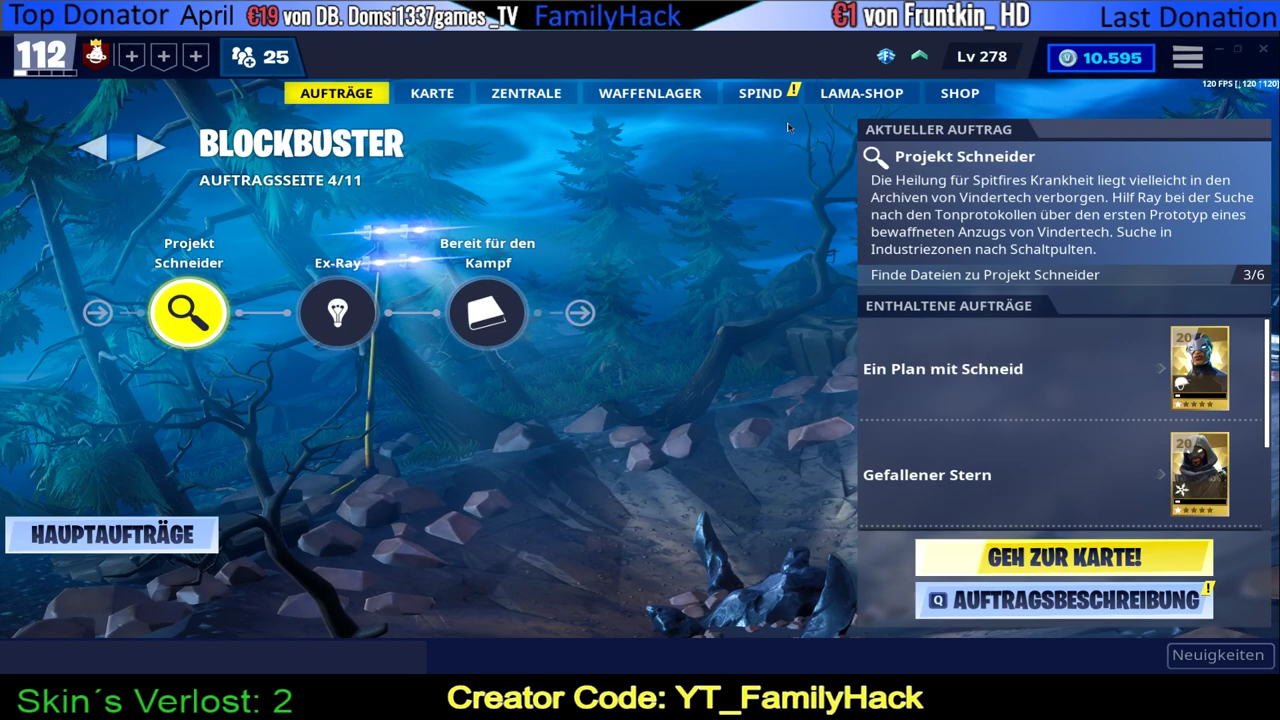 Top Donator April €19 von DB. Domsi1337games_TV FamilyHack €1 von Fruntkin_HD Last Donation
112 25 Lv 278 10.595
120 FPS [↓120 ↑120]
AUFTRÄGE KARTE ZENTRALE WAFFENLAGER SPIND ! LAMA-SHOP SHOP
BLOCKBUSTER
AUFTRAGSSEITE 4/11
Projekt
Schneider
Ex-Ray
Bereit für den
Kampf
HAUPTAUFTRÄGE
AKTUELLER AUFTRAG
Projekt Schneider
Die Heilung für Spitfires Krankheit liegt vielleicht in den
Archiven von Vindertech verborgen. Hilf Ray bei der Suche
nach den Tonprotokollen über den ersten Prototyp eines
bewaffneten Anzugs von Vindertech. Suche in
Industriezonen nach Schaltpulten.
Finde Dateien zu Projekt Schneider 3/6
ENTHALTENE AUFTRÄGE
Ein Plan mit Schneid
20
Gefallener Stern
20
GEH ZUR KARTE!
Q AUFTRAGSBESCHREIBUNG !
Neuigkeiten
Skin´s Verlost: 2
Creator Code: YT_FamilyHack